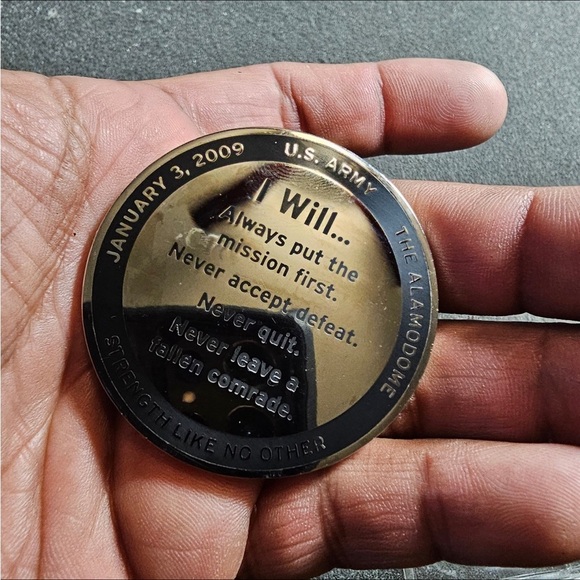 JANUARY 3, 2009
U.S. ARMY
THE ALAMODOME
STRENGTH LIKE NO OTHER
I Will...
Always put the
mission first.
Never accept defeat.
Never quit.
Never leave a
fallen comrade.